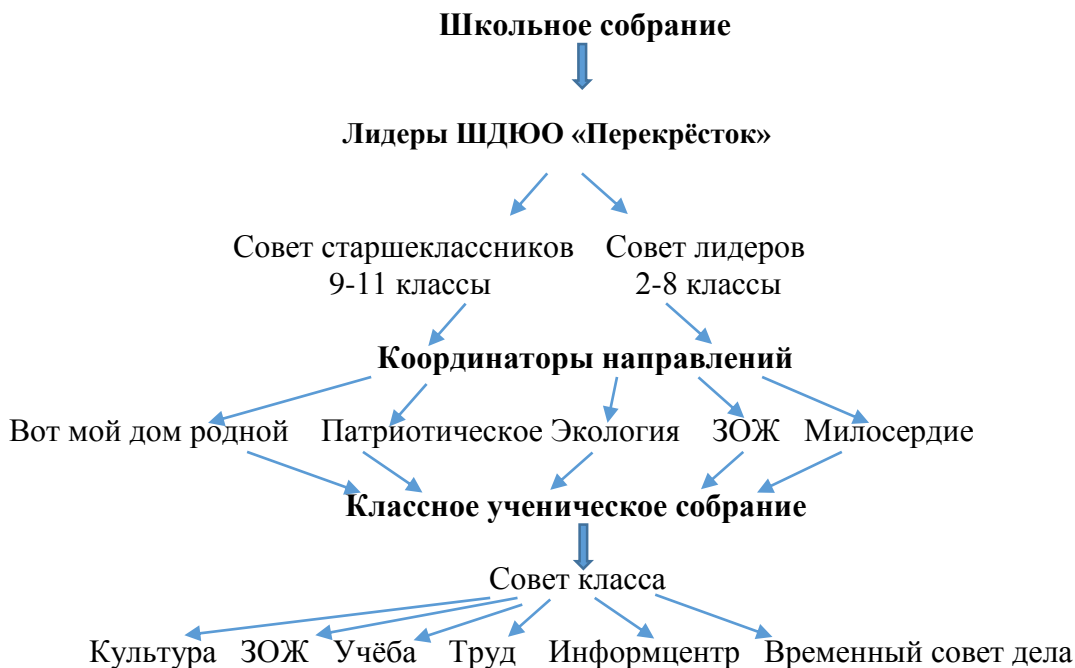 Школьное собрание
Лидеры ШДЮО «Перекрёсток»
Совет старшеклассников Совет лидеров
9-11 классы 2-8 классы
Координаторы направлений
Вот мой дом родной Патриотическое Экология ЗОЖ Милосердие
Классное ученическое собрание
Совет класса
Культура ЗОЖ Учёба Труд Информцентр Временный совет дела